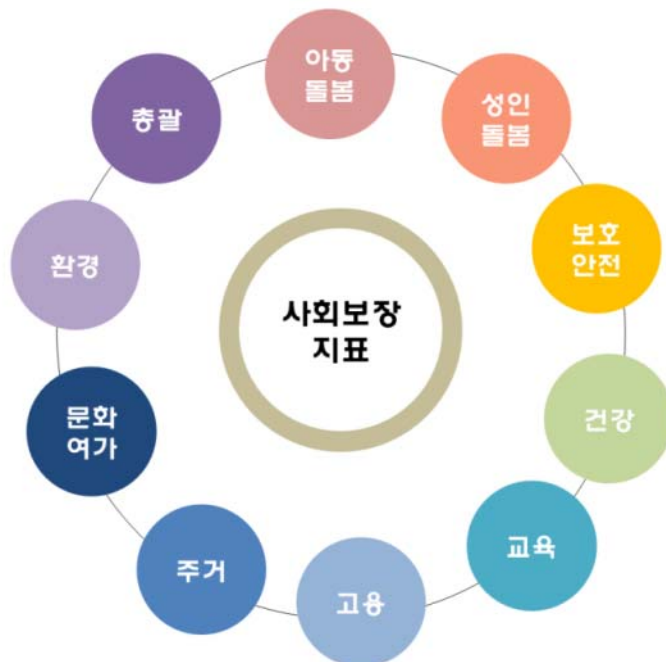 아동
돌봄
성인
돌봄
보호
안전
건강
교육
고용
주거
문화
여가
환경
총괄
사회보장
지표